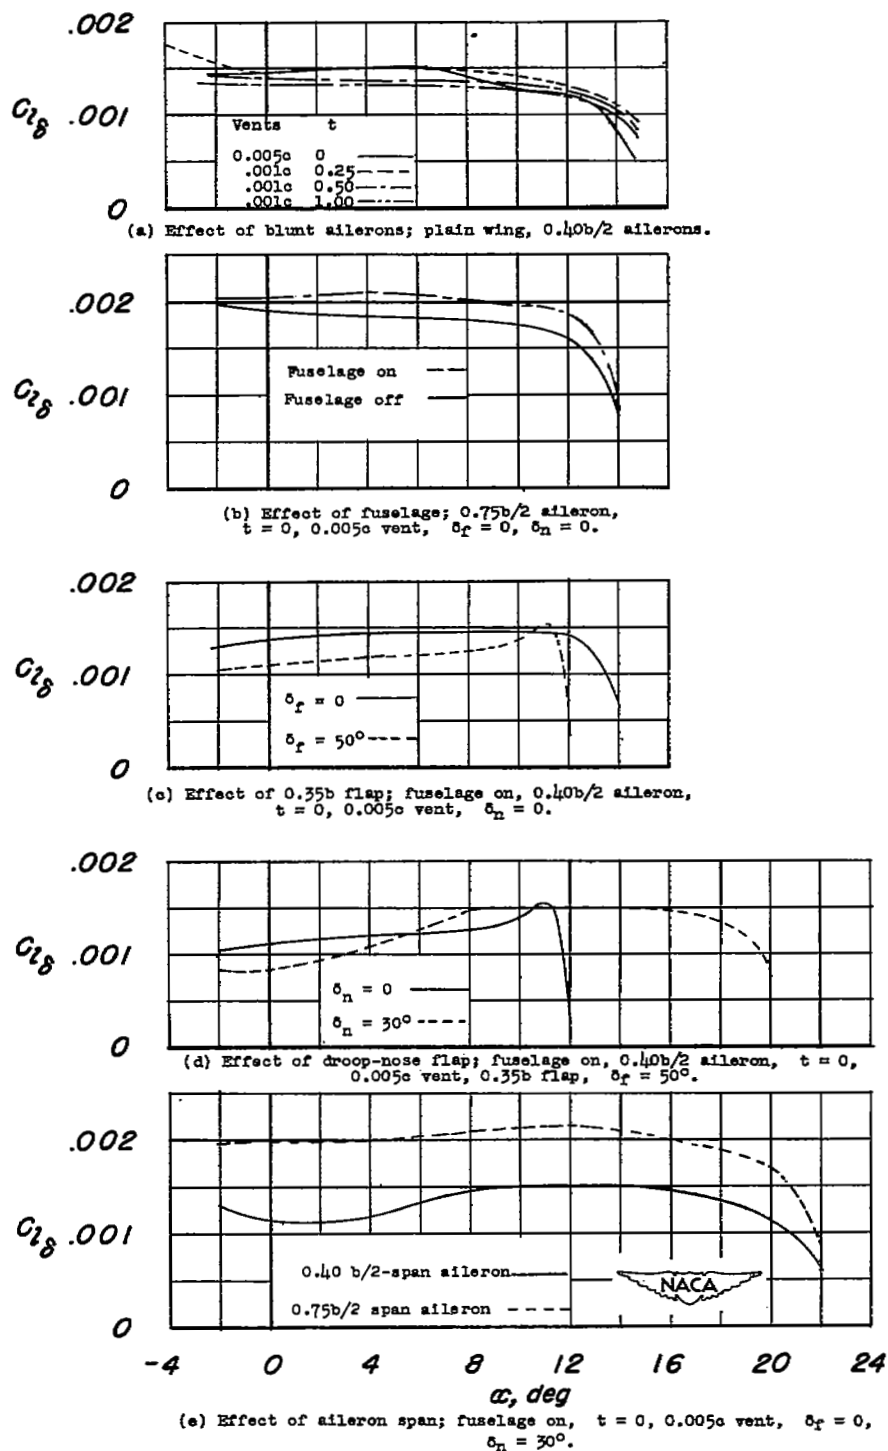 .002
Clδ .001
0
Vents t
0.005c 0
.001c 0.25
.001c 0.50
.001c 1.00
(a) Effect of blunt ailerons; plain wing, 0.40b/2 ailerons.
.002
Clδ .001
0
Fuselage on
Fuselage off
(b) Effect of fuselage; 0.75b/2 aileron,
t = 0, 0.005c vent, δf = 0, δn = 0.
.002
Clδ .001
0
δf = 0
δf = 50°
(c) Effect of 0.35b flap; fuselage on, 0.40b/2 aileron,
t = 0, 0.005c vent, δn = 0.
.002
Clδ .001
0
δn = 0
δn = 30°
(d) Effect of droop-nose flap; fuselage on, 0.40b/2 aileron, t = 0,
0.005c vent, 0.35b flap, δf = 50°.
.002
Clδ .001
0
0.40 b/2-span aileron
0.75b/2 span aileron
NACA
-4 0 4 8 12 16 20 24
α, deg
(e) Effect of aileron span; fuselage on, t = 0, 0.005c vent, δf = 0,
δn = 30°.